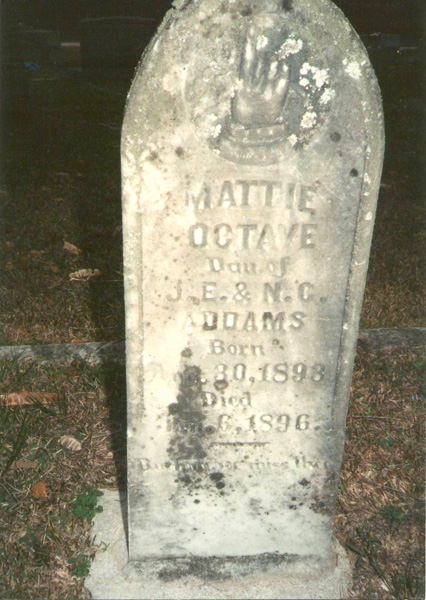 MATTIE
OCTAVE
Dau. of
J. E. & N. C.
ADDAMS
Born
30, 1893
Died
6, 1896.